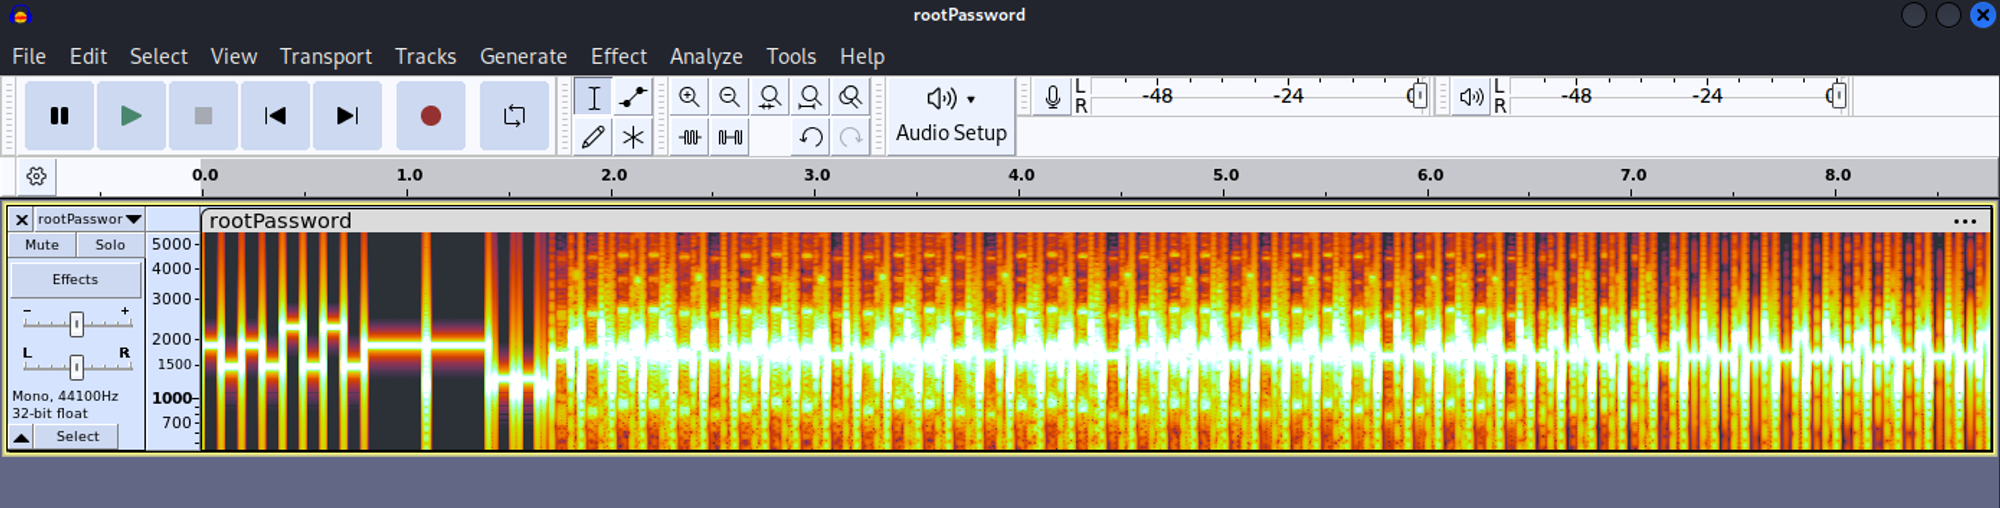 rootPassword
File Edit Select View Transport Tracks Generate Effect Analyze Tools Help
L R -48 -24 0 L R -48 -24 0
Audio Setup
0.0 1.0 2.0 3.0 4.0 5.0 6.0 7.0 8.0
rootPasswor rootPassword
Mute Solo
Effects
- +
L R
Mono, 44100Hz
32-bit float
Select
5000
4000
3000
2000
1500
1000
700